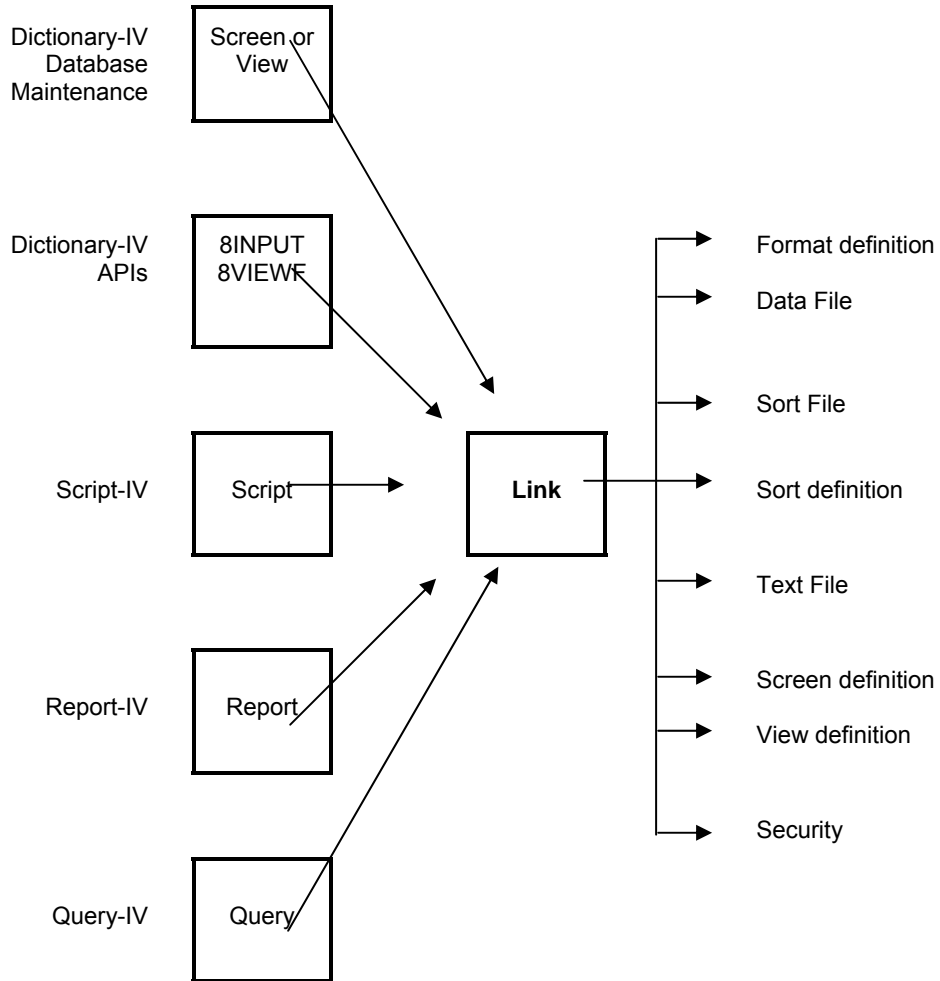 Dictionary-IV
Database
Maintenance
Screen or
View
Dictionary-IV
APIs
8INPUT
8VIEWF
Script-IV
Script
Report-IV
Report
Query-IV
Query
Link
Format definition
Data File
Sort File
Sort definition
Text File
Screen definition
View definition
Security